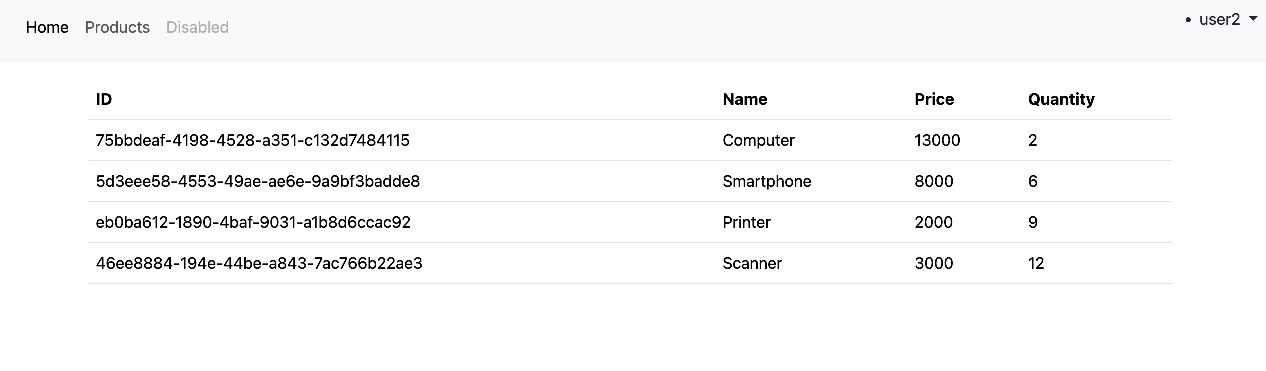 Home Products Disabled • user2
ID Name Price Quantity
75bbdeaf-4198-4528-a351-c132d7484115 Computer 13000 2
5d3eee58-4553-49ae-ae6e-9a9bf3badde8 Smartphone 8000 6
eb0ba612-1890-4baf-9031-a1b8d6ccac92 Printer 2000 9
46ee8884-194e-44be-a843-7ac766b22ae3 Scanner 3000 12